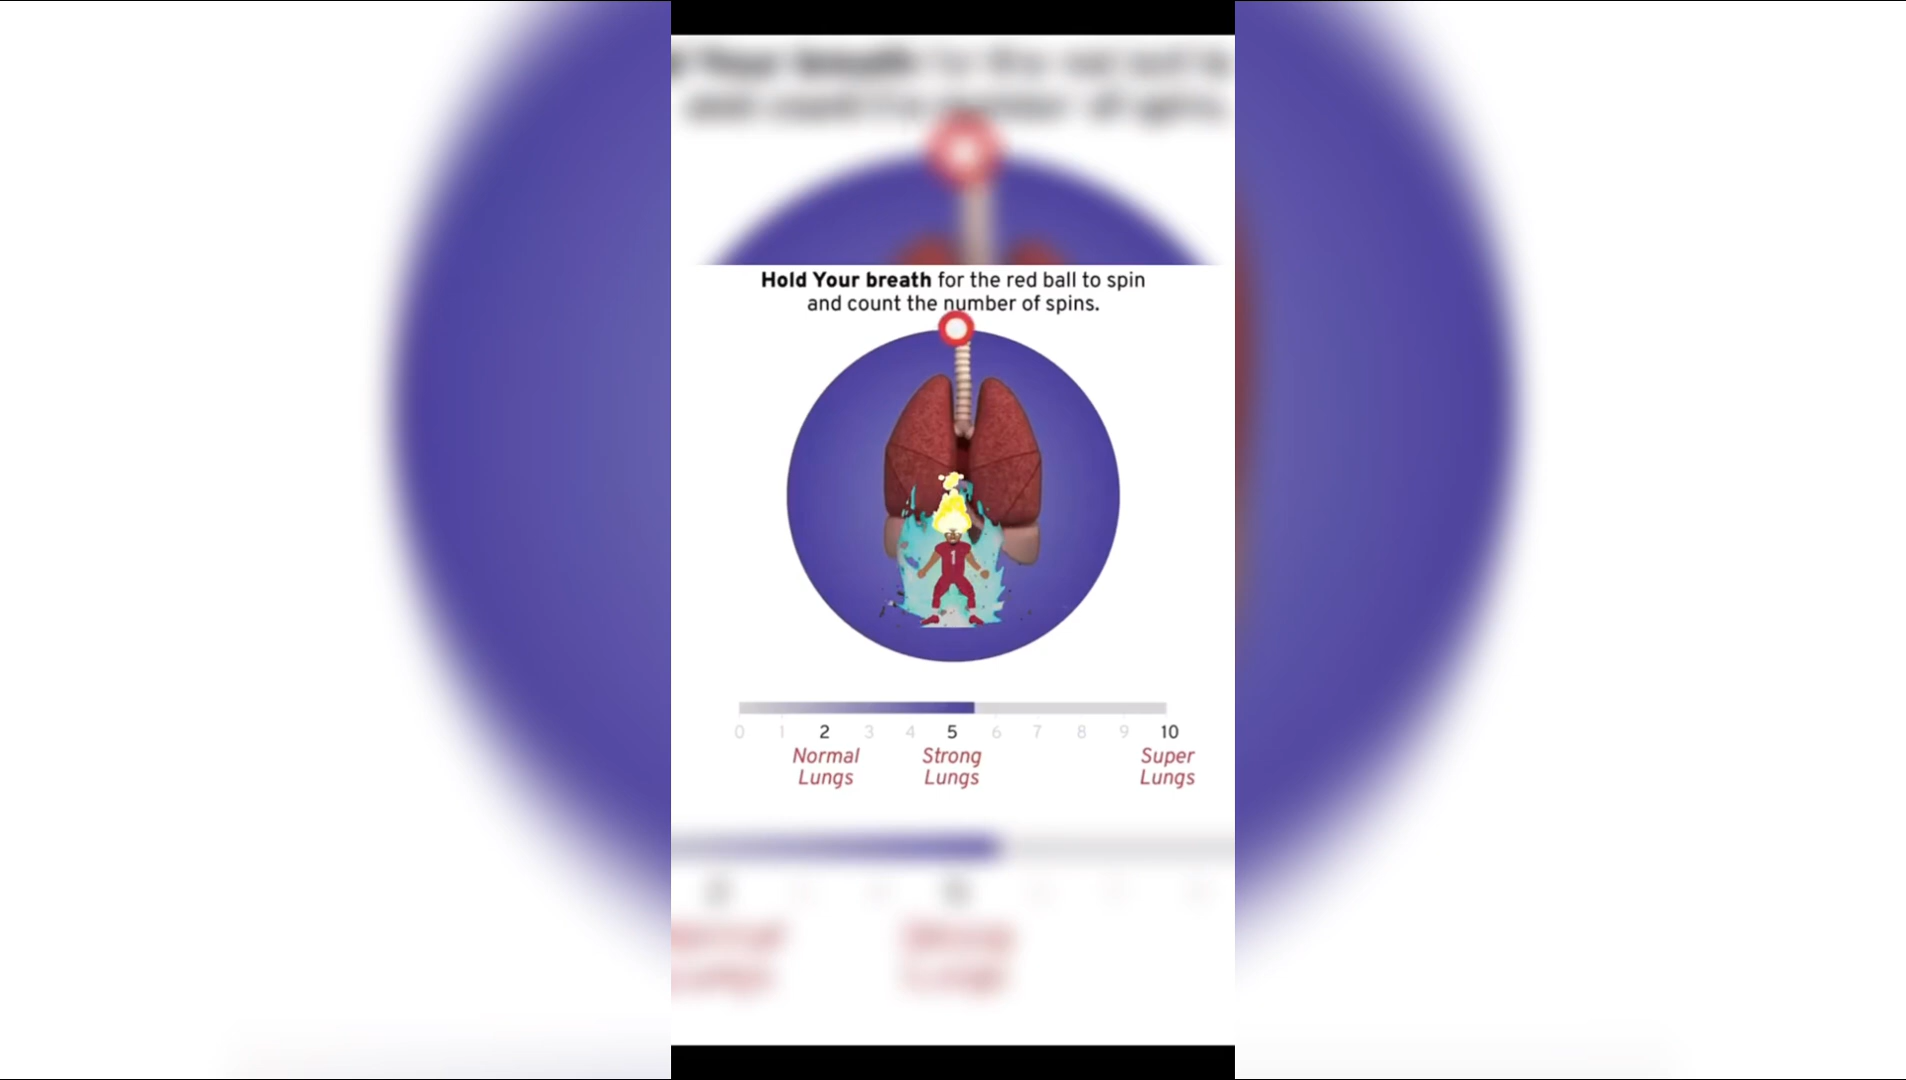 Hold Your breath for the red ball to spin
and count the number of spins.
1
0 1 2 3 4 5 6 7 8 9 10
Normal Strong Super
Lungs Lungs Lungs